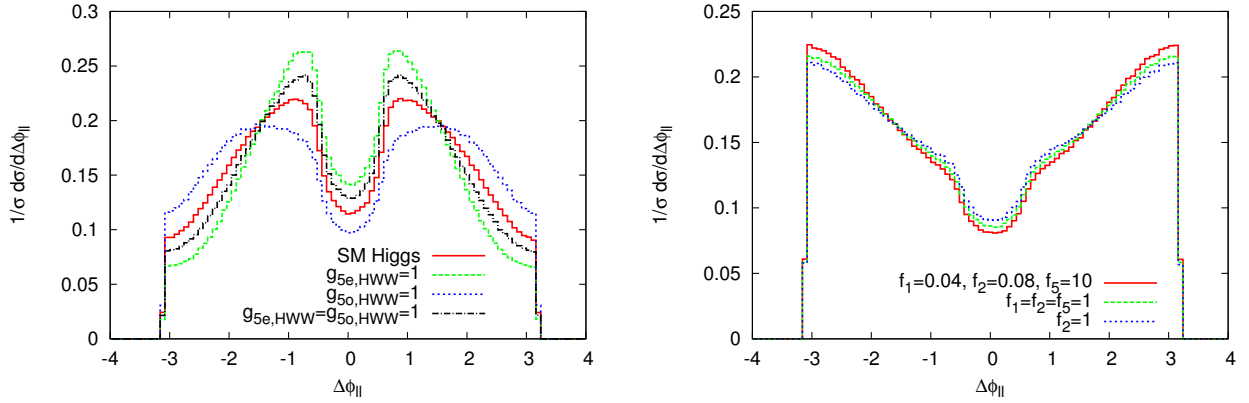 0.3
0.25
0.2
0.15
0.1
0.05
0
-4 -3 -2 -1 0 1 2 3 4
1/σ dσ/dΔϕ_ll
Δϕ_ll
SM Higgs
g_5e,HWW=1
g_5o,HWW=1
g_5e,HWW=g_5o,HWW=1
0.25
0.2
0.15
0.1
0.05
0
-4 -3 -2 -1 0 1 2 3 4
1/σ dσ/dΔϕ_ll
Δϕ_ll
f_1=0.04, f_2=0.08, f_5=10
f_1=f_2=f_5=1
f_2=1